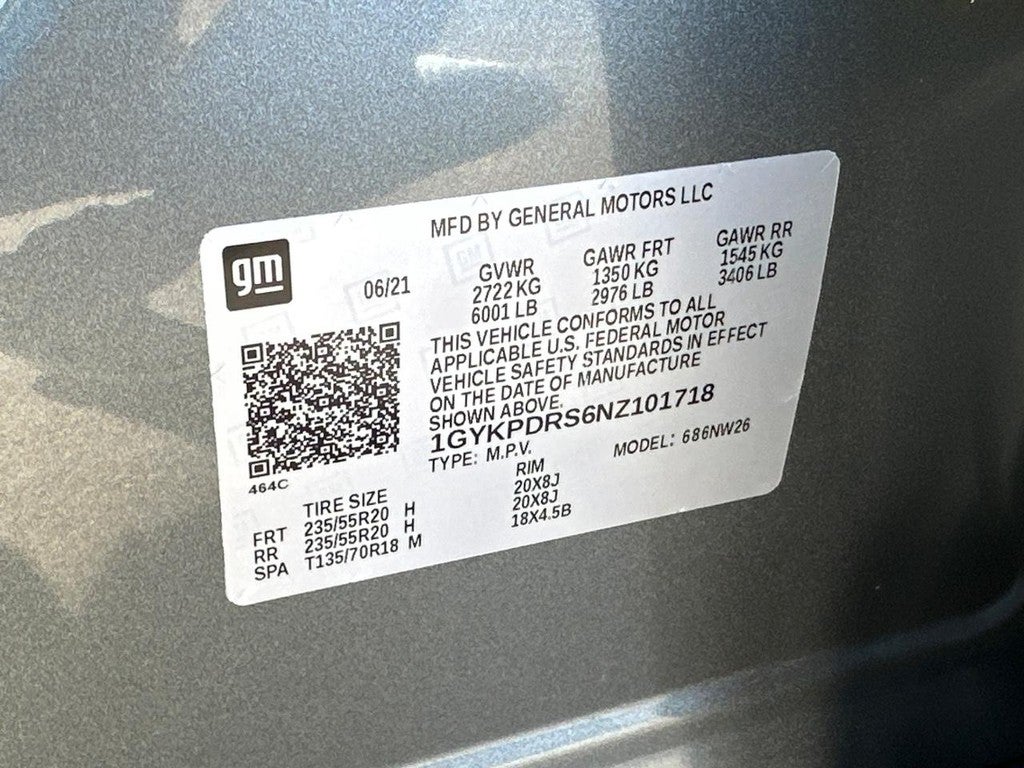 gm
MFD BY GENERAL MOTORS LLC
06/21
GVWR
2722 KG
6001 LB
GAWR FRT
1350 KG
2976 LB
GAWR RR
1545 KG
3406 LB
THIS VEHICLE CONFORMS TO ALL
APPLICABLE U.S. FEDERAL MOTOR
VEHICLE SAFETY STANDARDS IN EFFECT
ON THE DATE OF MANUFACTURE
SHOWN ABOVE.
1GYKPDRS6NZ101718
TYPE: M.P.V. MODEL: 686NW26
464C
TIRE SIZE RIM
FRT 235/55R20 H 20X8J
RR 235/55R20 H 20X8J
SPA T135/70R18 M 18X4.5B